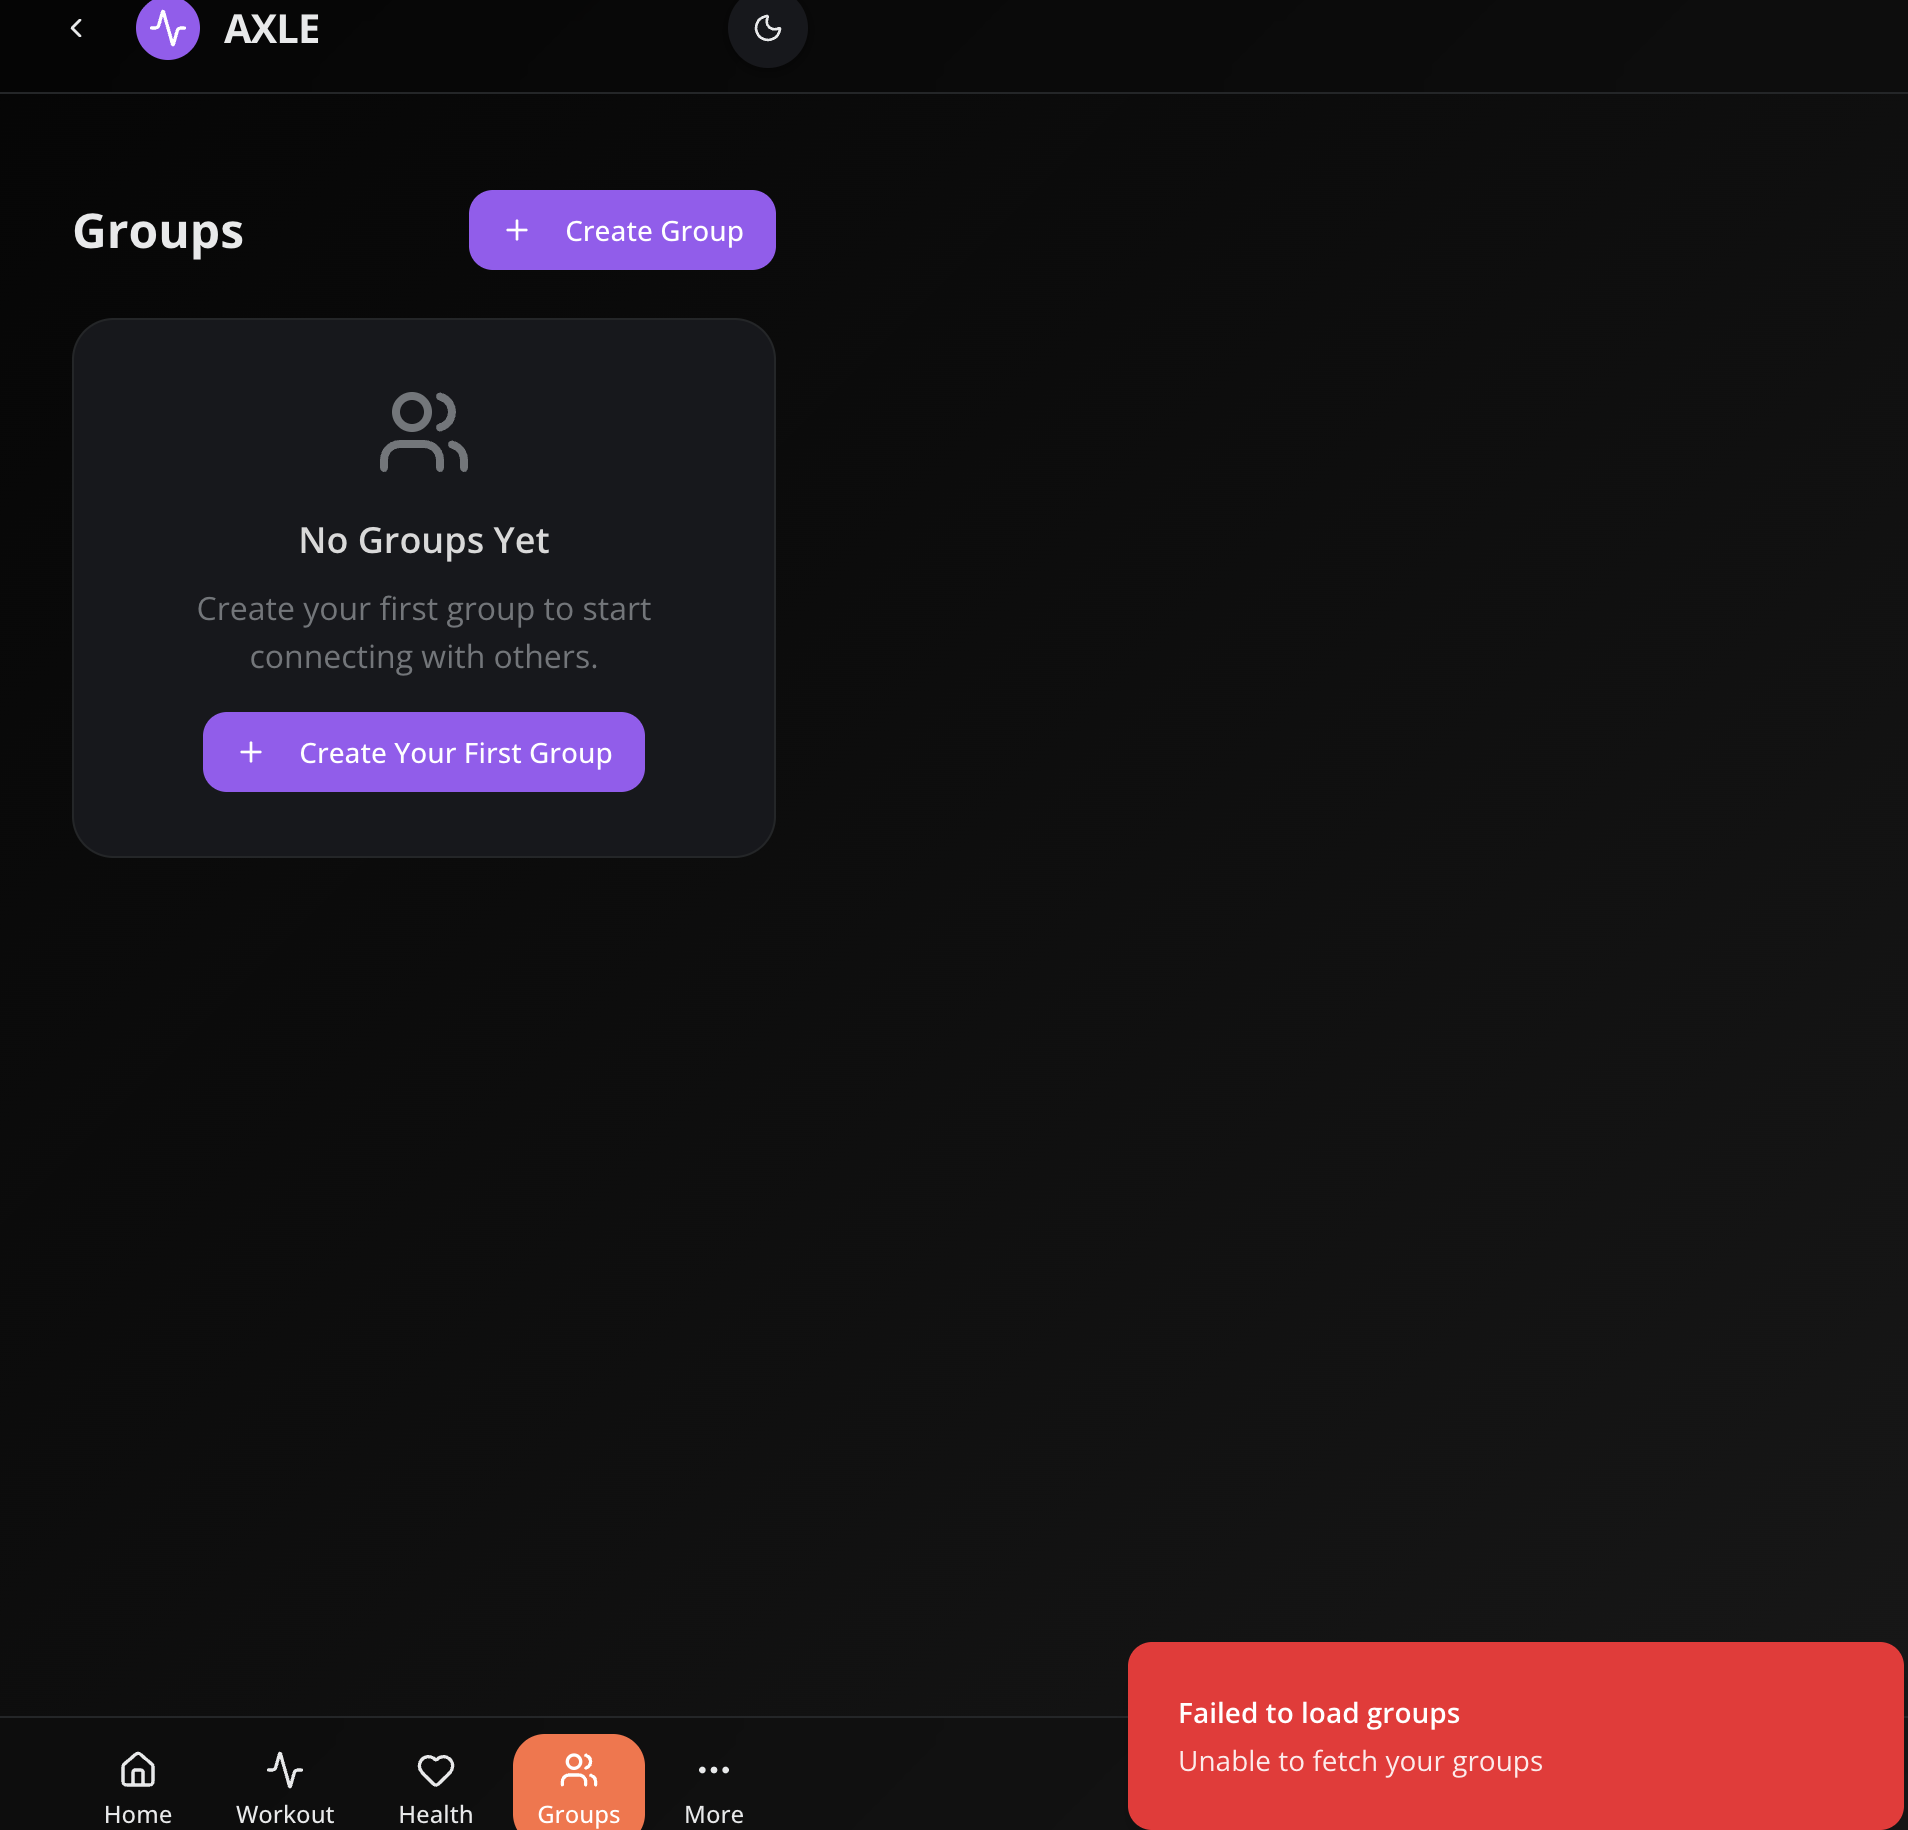 AXLE
Groups
Create Group
No Groups Yet
Create your first group to start
connecting with others.
Create Your First Group
Failed to load groups
Unable to fetch your groups
Home
Workout
Health
Groups
More